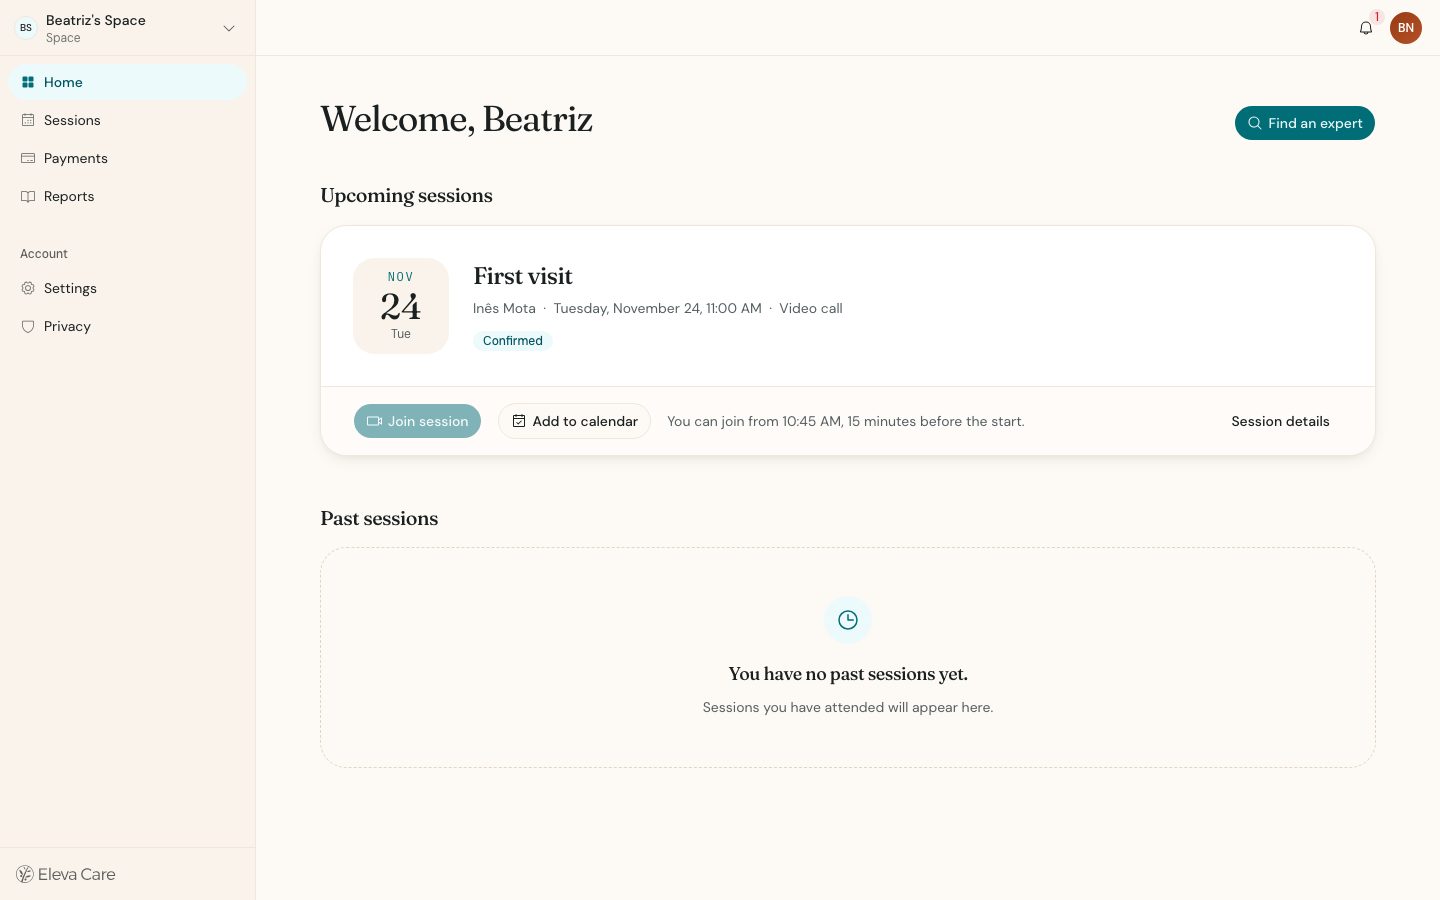 BS
Beatriz's Space
Space
1
BN
Home
Sessions
Payments
Reports
Account
Settings
Privacy
Eleva Care
Welcome, Beatriz
Find an expert
Upcoming sessions
NOV
24
Tue
First visit
Inês Mota · Tuesday, November 24, 11:00 AM · Video call
Confirmed
Join session
Add to calendar
You can join from 10:45 AM, 15 minutes before the start.
Session details
Past sessions
You have no past sessions yet.
Sessions you have attended will appear here.